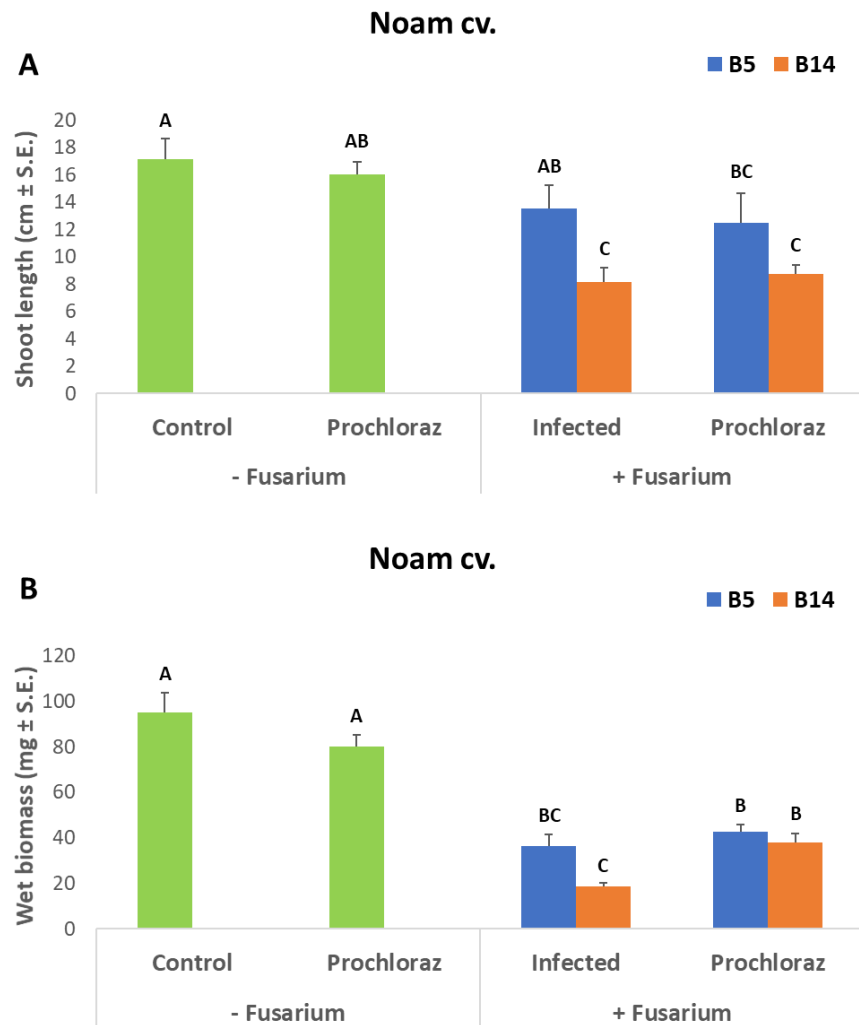 Noam cv.
A
B5 B14
Shoot length (cm ± S.E.)
20
18
16
14
12
10
8
6
4
2
0
A
AB
AB
C
BC
C
Control Prochloraz Infected Prochloraz
- Fusarium + Fusarium
Noam cv.
B
B5 B14
Wet biomass (mg ± S.E.)
120
100
80
60
40
20
0
A
A
BC
C
B
B
Control Prochloraz Infected Prochloraz
- Fusarium + Fusarium